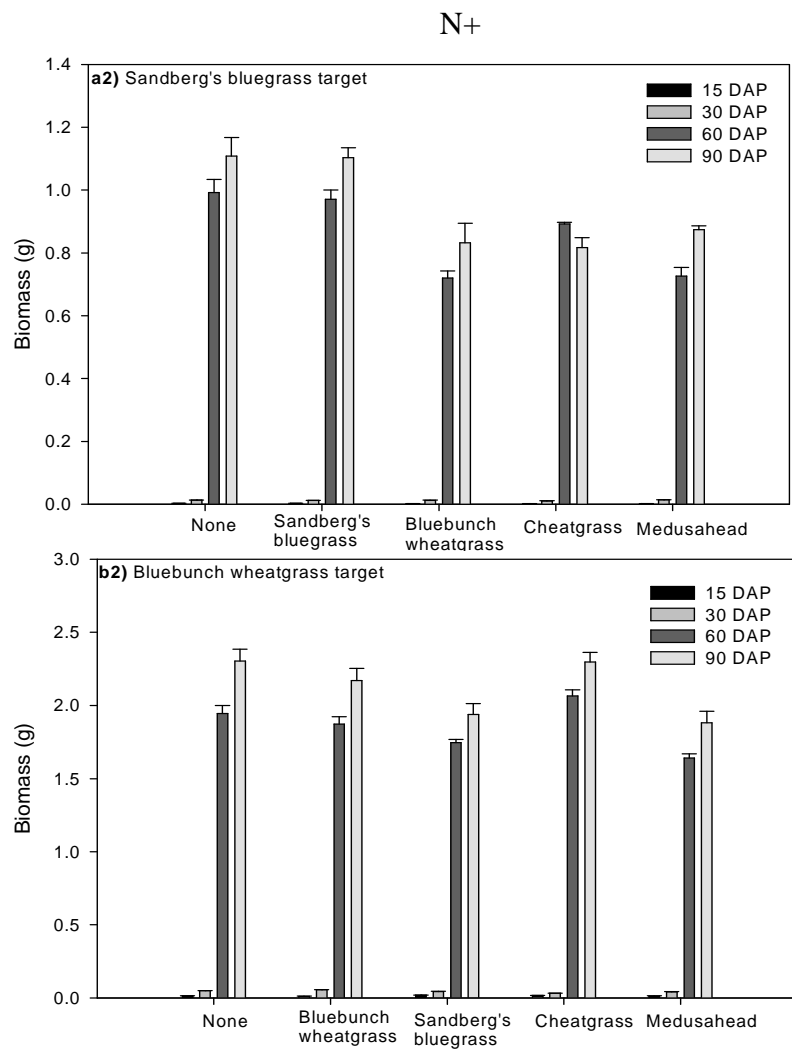 N+
a2) Sandberg's bluegrass target
15 DAP
30 DAP
60 DAP
90 DAP
Biomass (g)
1.4
1.2
1.0
0.8
0.6
0.4
0.2
0.0
None
Sandberg's
bluegrass
Bluebunch
wheatgrass
Cheatgrass
Medusahead
b2) Bluebunch wheatgrass target
15 DAP
30 DAP
60 DAP
90 DAP
Biomass (g)
3.0
2.5
2.0
1.5
1.0
0.5
0.0
None
Bluebunch
wheatgrass
Sandberg's
bluegrass
Cheatgrass
Medusahead